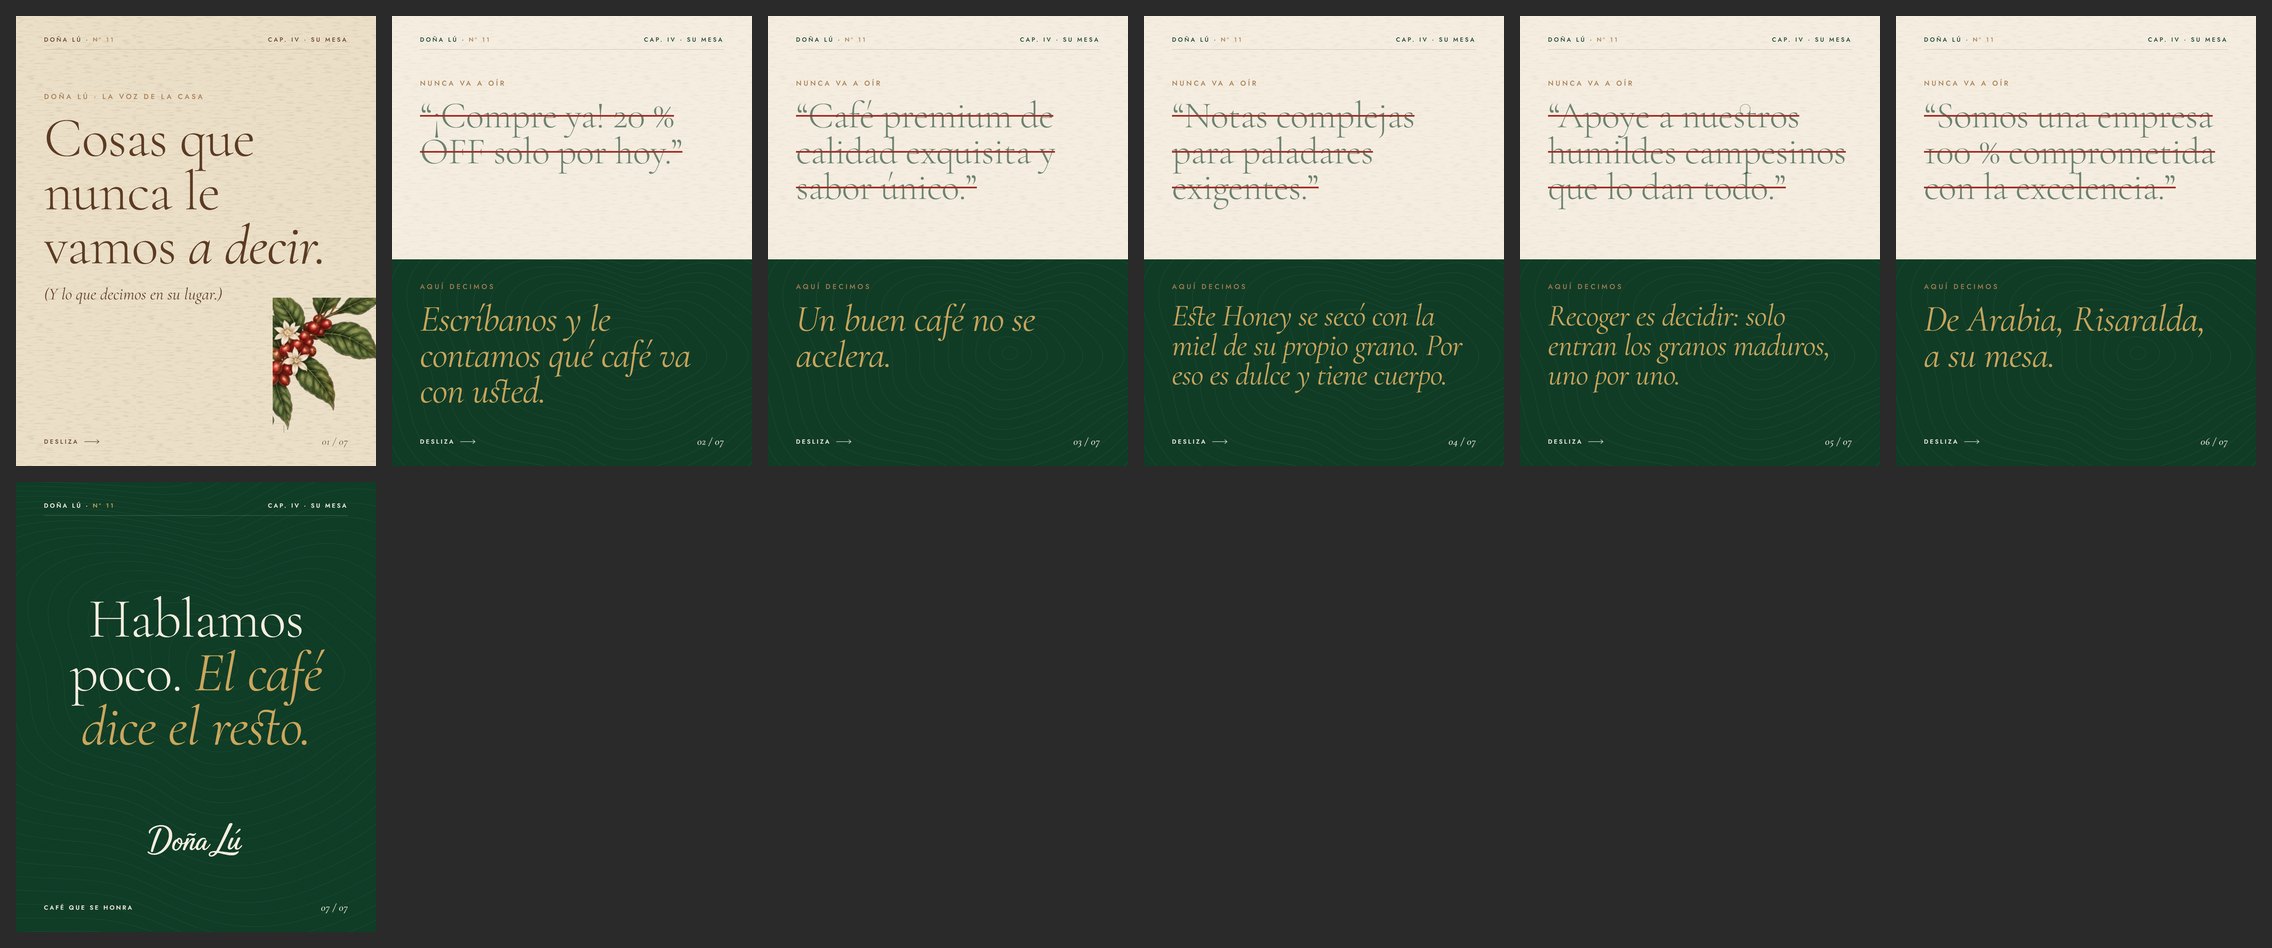 DOÑA LÚ · N° 11
CAP. IV · SU MESA
DOÑA LÚ · LA VOZ DE LA CASA
Cosas que
nunca le
vamos a decir.
(Y lo que decimos en su lugar.)
DESLIZA →
01 / 07
DOÑA LÚ · N° 11
CAP. IV · SU MESA
NUNCA VA A OÍR
“¡Compre ya! 20 %
OFF solo por hoy.”
AQUÍ DECIMOS
Escríbanos y le
contamos qué café va
con usted.
DESLIZA →
02 / 07
DOÑA LÚ · N° 11
CAP. IV · SU MESA
NUNCA VA A OÍR
“Café premium de
calidad exquisita y
sabor único.”
AQUÍ DECIMOS
Un buen café no se
acelera.
DESLIZA →
03 / 07
DOÑA LÚ · N° 11
CAP. IV · SU MESA
NUNCA VA A OÍR
“Notas complejas
para paladares
exigentes.”
AQUÍ DECIMOS
Este Honey se secó con la
miel de su propio grano. Por
eso es dulce y tiene cuerpo.
DESLIZA →
04 / 07
DOÑA LÚ · N° 11
CAP. IV · SU MESA
NUNCA VA A OÍR
“Apoye a nuestros
humildes campesinos
que lo dan todo.”
AQUÍ DECIMOS
Recoger es decidir: solo
entran los granos maduros,
uno por uno.
DESLIZA →
05 / 07
DOÑA LÚ · N° 11
CAP. IV · SU MESA
NUNCA VA A OÍR
“Somos una empresa
100 % comprometida
con la excelencia.”
AQUÍ DECIMOS
De Arabia, Risaralda,
a su mesa.
DESLIZA →
06 / 07
DOÑA LÚ · N° 11
CAP. IV · SU MESA
Hablamos
poco. El café
dice el resto.
Doña Lú
CAFÉ QUE SE HONRA
07 / 07